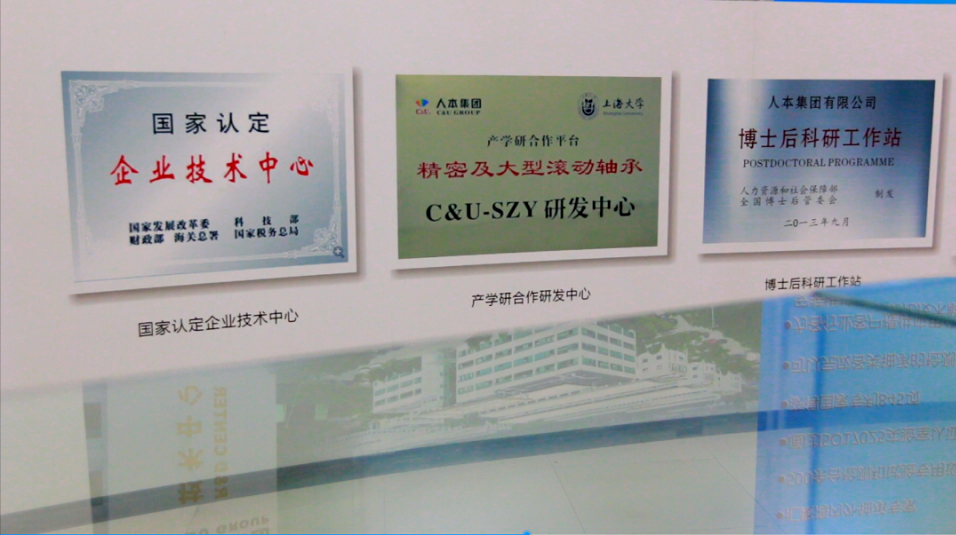 国家认定
企业技术中心
国家发展改革委 科技部
财政部 海关总署 国家税务总局
国家认定企业技术中心
人本集团
C&U GROUP
C&U.
上海大学
Shanghai University
产学研合作平台
精密及大型滚动轴承
C&U-SZY 研发中心
产学研合作研发中心
人本集团有限公司
博士后科研工作站
POSTDOCTORAL PROGRAMME
人力资源和社会保障部
全国博士后管委会
制发
二〇一三年九月
博士后科研工作站
技术中心
R&D CENTER